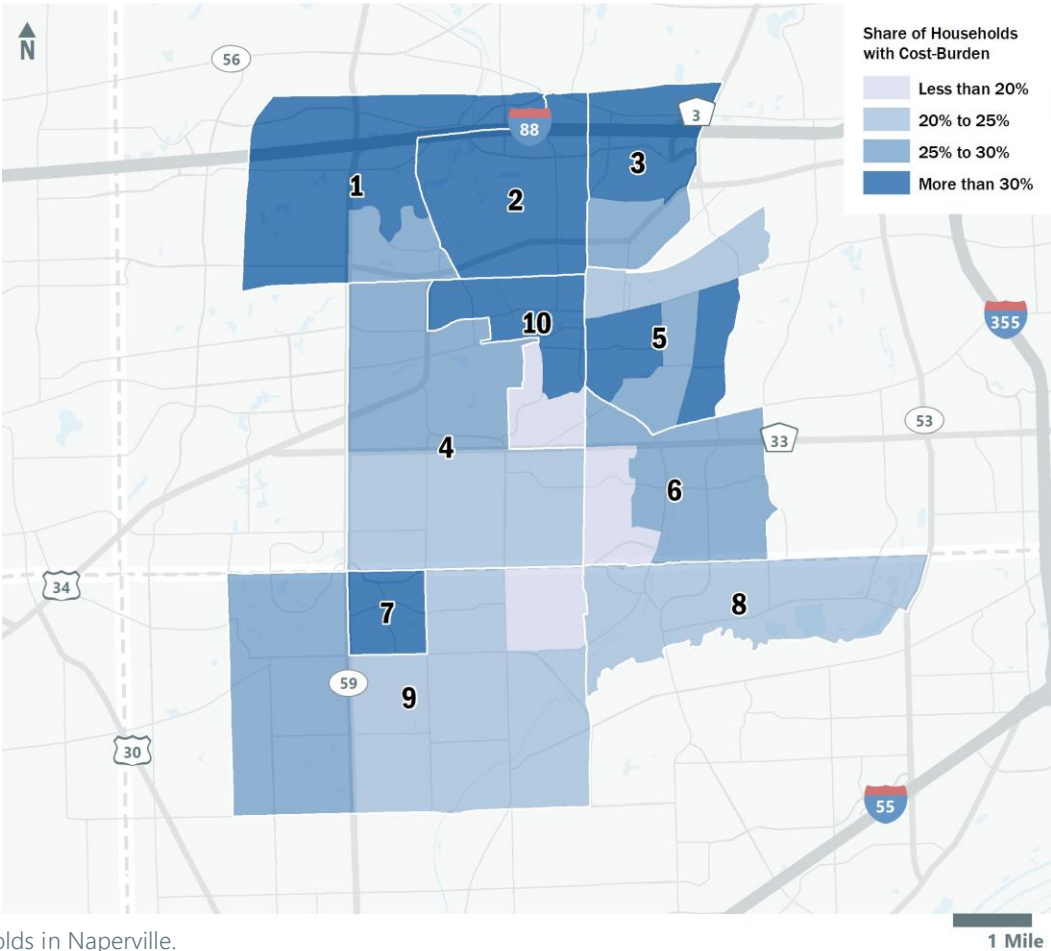 N
56
88
3
Share of Households
with Cost-Burden
Less than 20%
20% to 25%
25% to 30%
More than 30%
1
2
3
10
5
355
4
33
53
6
34
7
8
59
9
30
55
olds in Naperville.
1 Mile